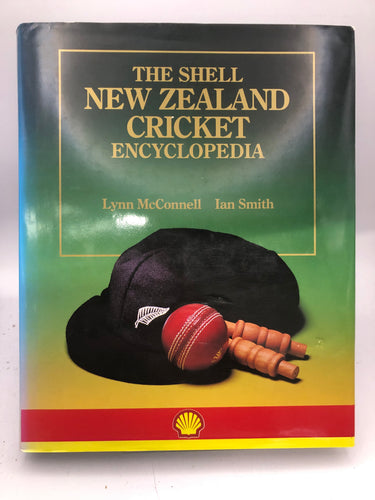 THE SHELL
NEW ZEALAND
CRICKET
ENCYCLOPEDIA
Lynn McConnell Ian Smith